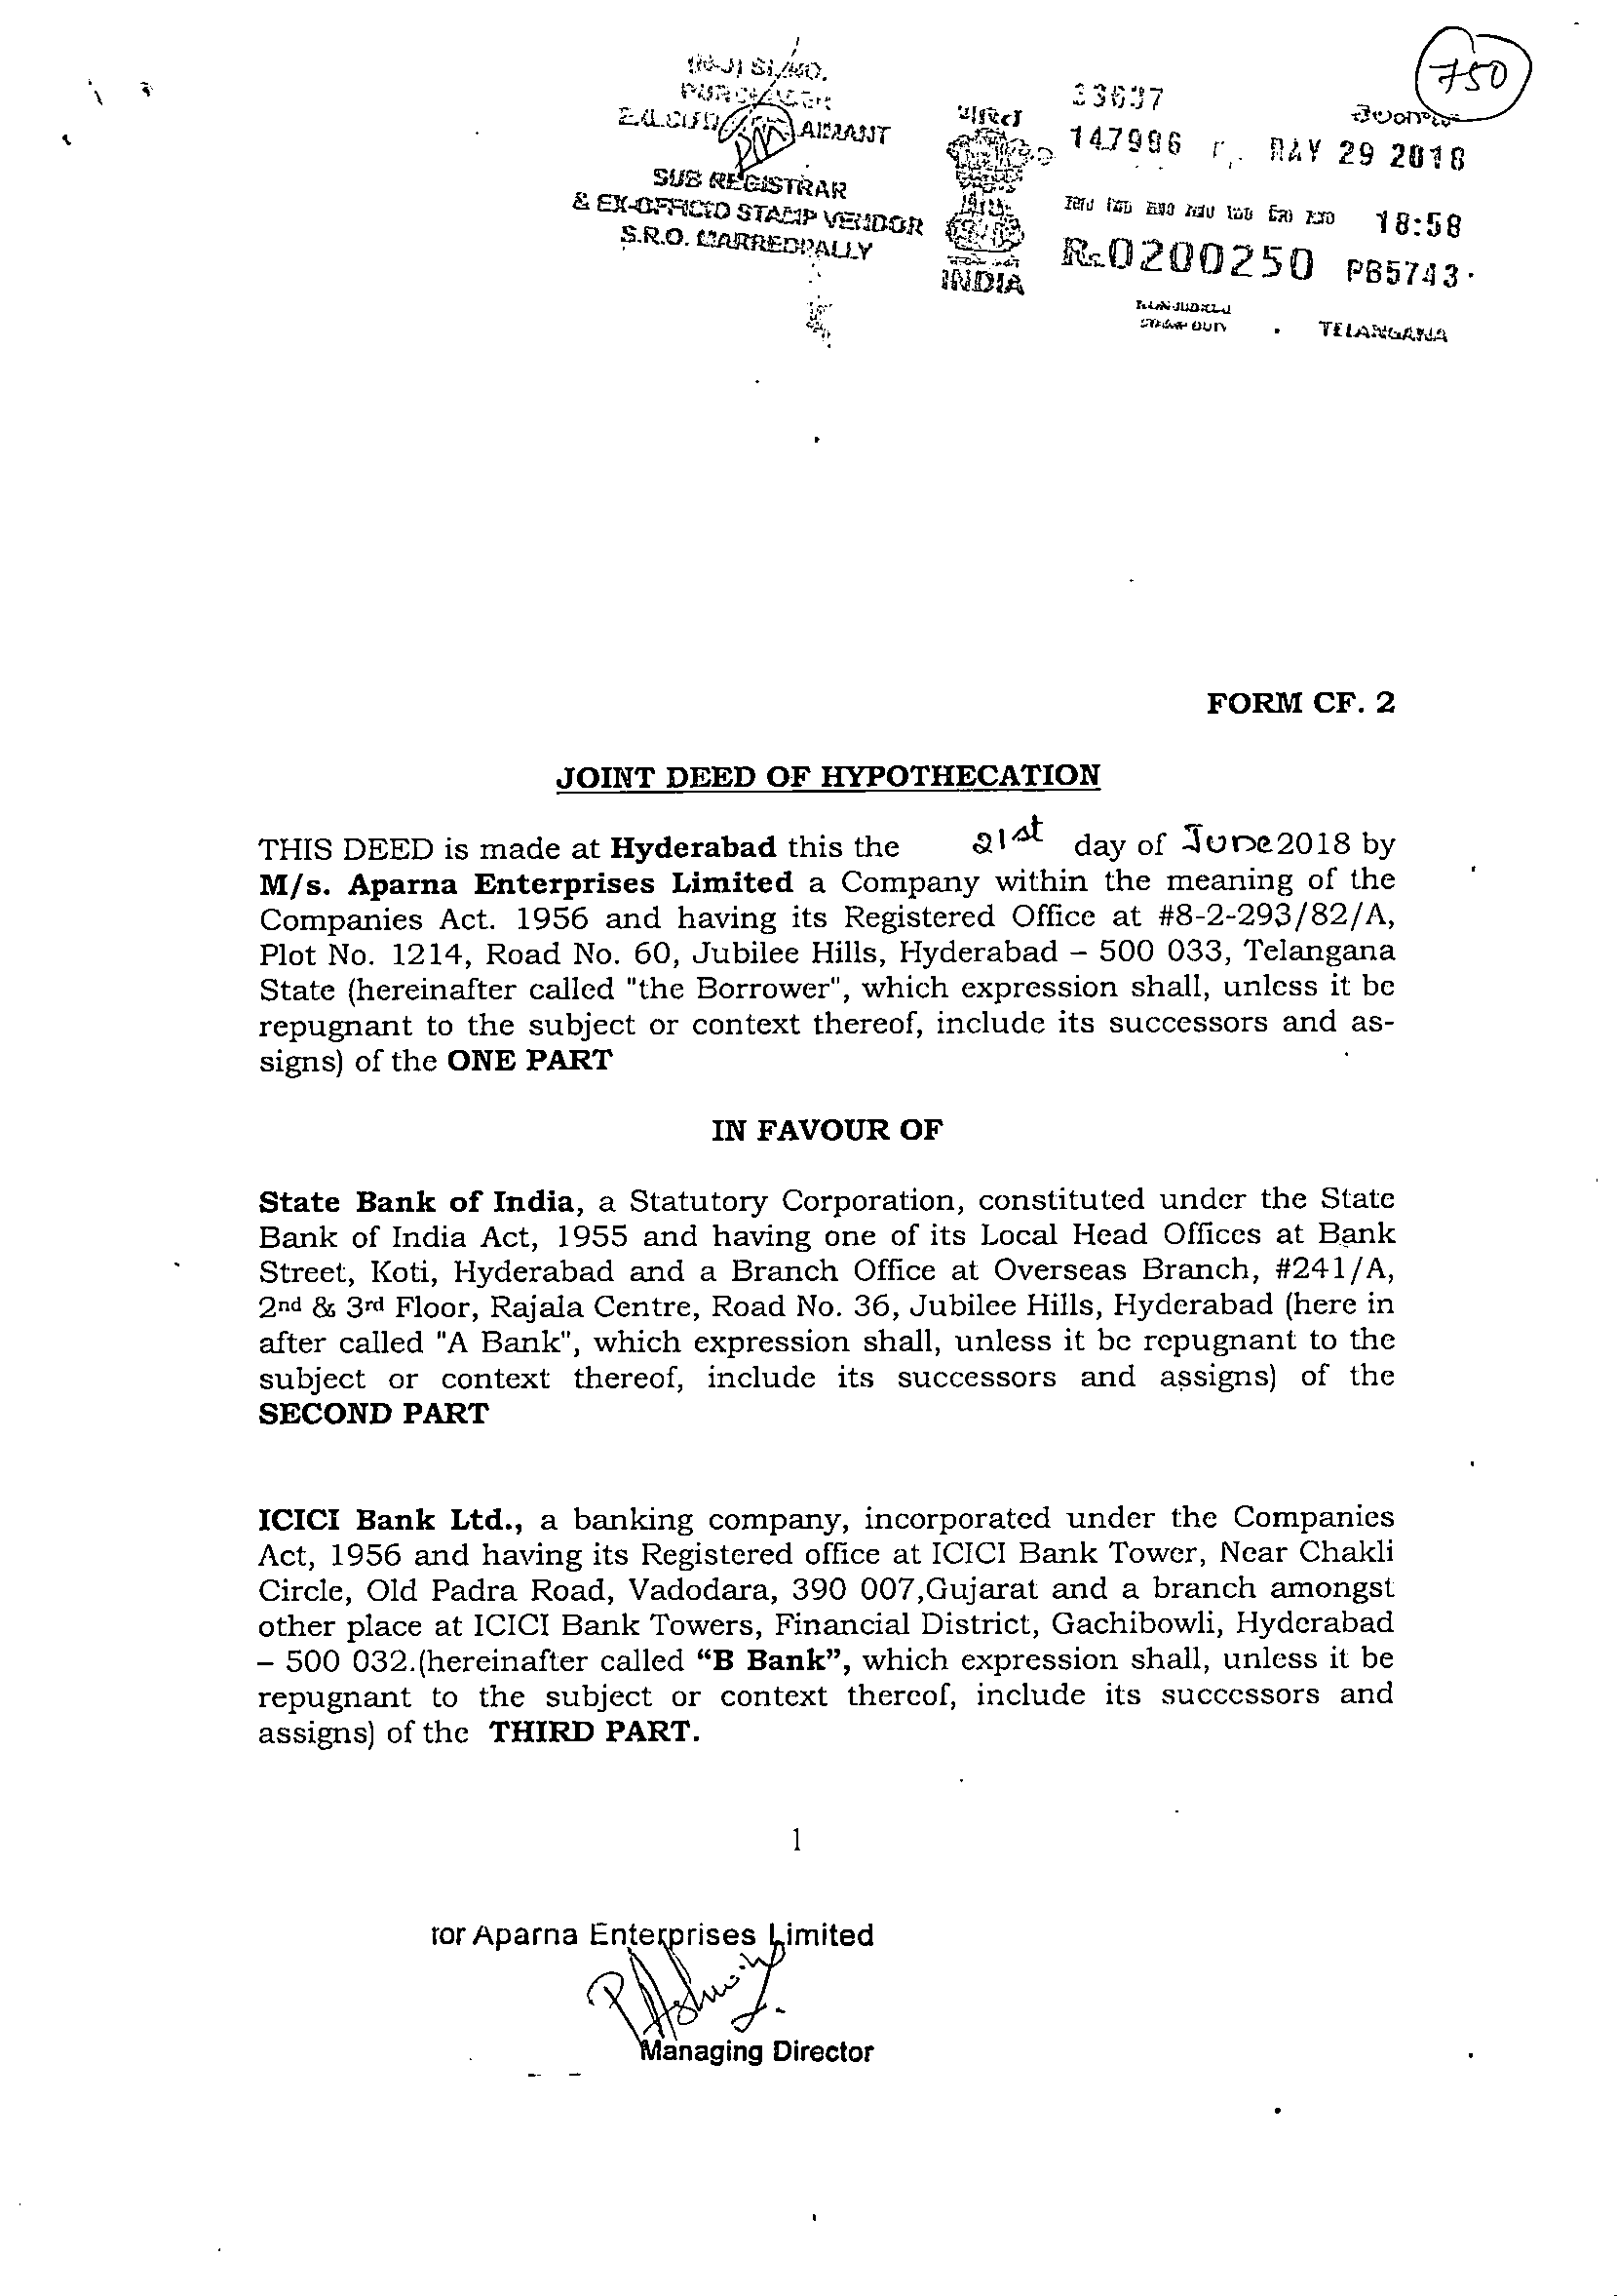 750
SUB REGISTRAR
& EX-OFFICIO STAMP VENDOR
S.R.O. MARREDPALLY
भारत
INDIA
33637
147996 MAY 29 2018
18:58
Rs.0200250 PB5743
STAMP DUTY TELANGANA
FORM CF. 2
JOINT DEED OF HYPOTHECATION
THIS DEED is made at Hyderabad this the 21st day of June 2018 by
M/s. Aparna Enterprises Limited a Company within the meaning of the
Companies Act. 1956 and having its Registered Office at #8-2-293/82/A,
Plot No. 1214, Road No. 60, Jubilee Hills, Hyderabad – 500 033, Telangana
State (hereinafter called "the Borrower", which expression shall, unless it be
repugnant to the subject or context thereof, include its successors and as-
signs) of the ONE PART
IN FAVOUR OF
State Bank of India, a Statutory Corporation, constituted under the State
Bank of India Act, 1955 and having one of its Local Head Offices at Bank
Street, Koti, Hyderabad and a Branch Office at Overseas Branch, #241/A,
2nd & 3rd Floor, Rajala Centre, Road No. 36, Jubilee Hills, Hyderabad (here in
after called "A Bank", which expression shall, unless it be repugnant to the
subject or context thereof, include its successors and assigns) of the
SECOND PART
ICICI Bank Ltd., a banking company, incorporated under the Companies
Act, 1956 and having its Registered office at ICICI Bank Tower, Near Chakli
Circle, Old Padra Road, Vadodara, 390 007,Gujarat and a branch amongst
other place at ICICI Bank Towers, Financial District, Gachibowli, Hyderabad
– 500 032.(hereinafter called “B Bank”, which expression shall, unless it be
repugnant to the subject or context thereof, include its successors and
assigns) of the THIRD PART.
1
For Aparna Enterprises Limited
Managing Director